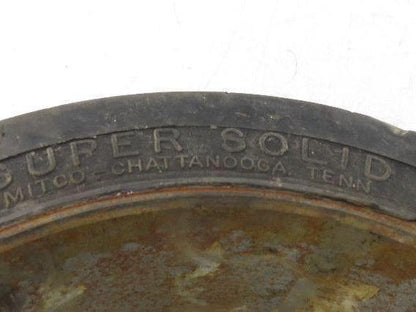 SUPER SOLID
MITCO-CHATTANOOGA TENN